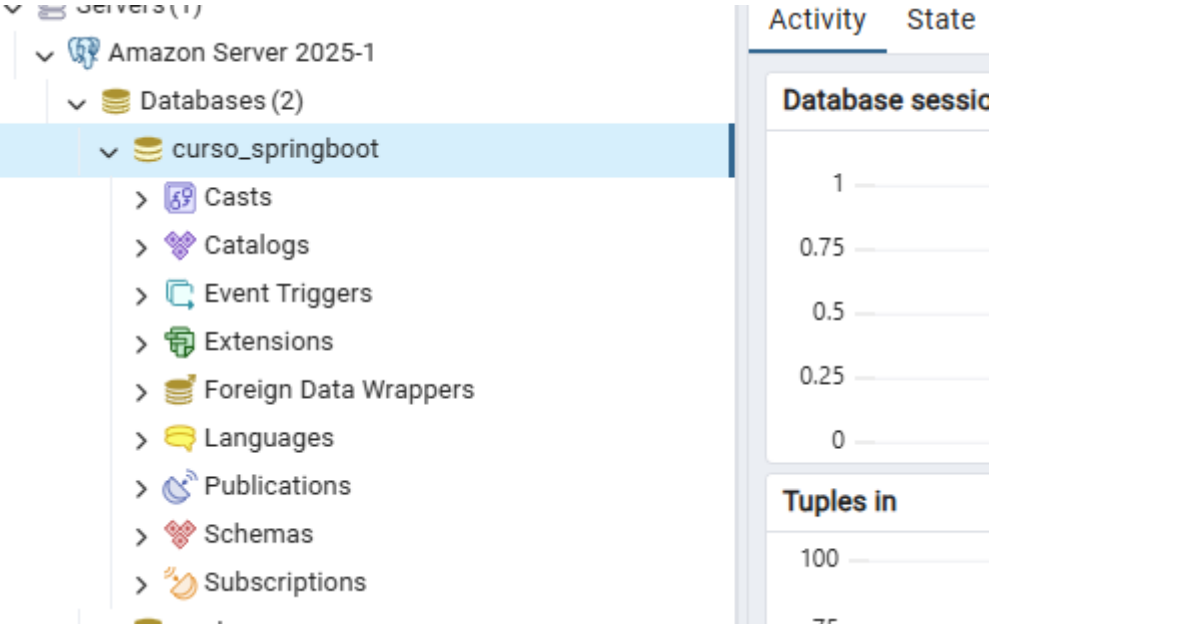 Servers (1)
Amazon Server 2025-1
Databases (2)
curso_springboot
Casts
Catalogs
Event Triggers
Extensions
Foreign Data Wrappers
Languages
Publications
Schemas
Subscriptions
Activity State
Database sessio
1
0.75
0.5
0.25
0
Tuples in
100
75